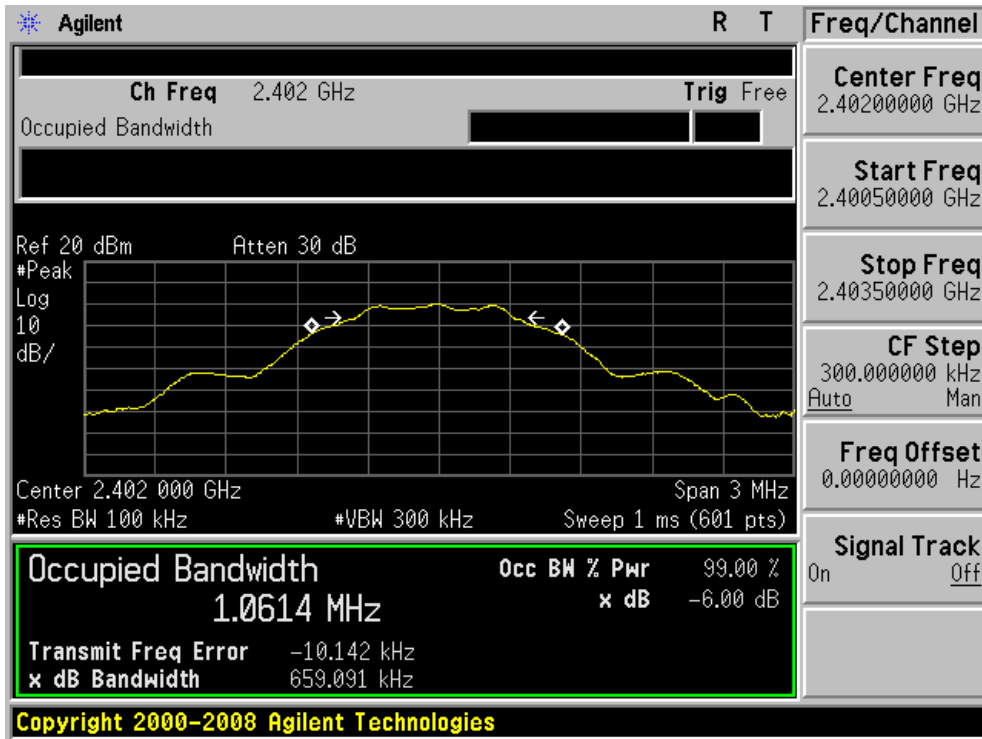 Agilent R T
Ch Freq 2.402 GHz Trig Free
Occupied Bandwidth
Ref 20 dBm Atten 30 dB
#Peak
Log
10
dB/
Center 2.402 000 GHz Span 3 MHz
#Res BW 100 kHz #VBW 300 kHz Sweep 1 ms (601 pts)
Occupied Bandwidth Occ BW % Pwr 99.00 %
1.0614 MHz x dB -6.00 dB
Transmit Freq Error -10.142 kHz
x dB Bandwidth 659.091 kHz
Copyright 2000-2008 Agilent Technologies
Freq/Channel
Center Freq
2.40200000 GHz
Start Freq
2.40050000 GHz
Stop Freq
2.40350000 GHz
CF Step
300.000000 kHz
Auto Man
Freq Offset
0.00000000 Hz
Signal Track
On Off